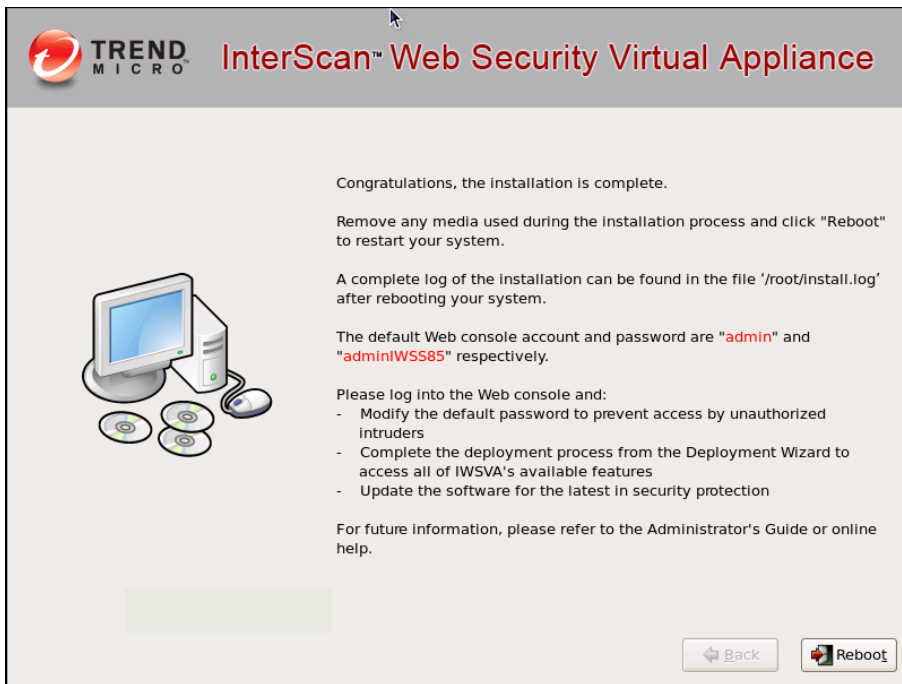 TREND
MICRO™
InterScan™ Web Security Virtual Appliance
Congratulations, the installation is complete.
Remove any media used during the installation process and click "Reboot"
to restart your system.
A complete log of the installation can be found in the file ‘/root/install.log’
after rebooting your system.
The default Web console account and password are "admin" and
"adminIWSS85" respectively.
Please log into the Web console and:
- Modify the default password to prevent access by unauthorized
intruders
- Complete the deployment process from the Deployment Wizard to
access all of IWSVA's available features
- Update the software for the latest in security protection
For future information, please refer to the Administrator's Guide or online
help.
Back
Reboot